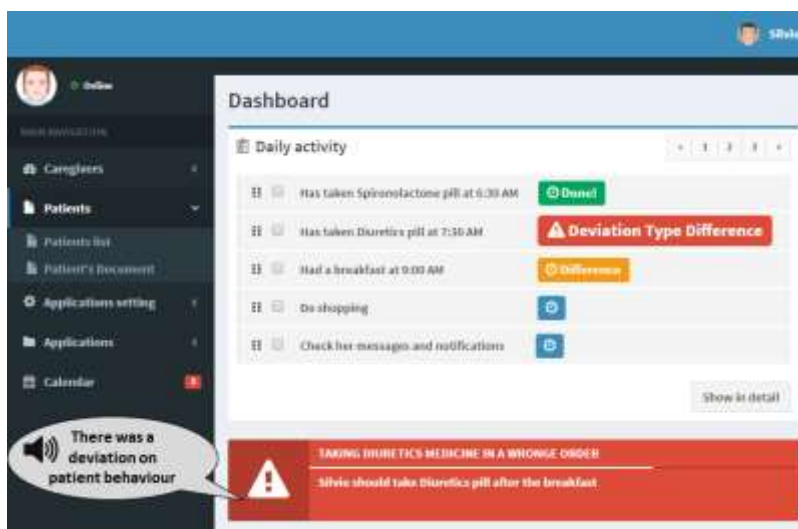 Silvio
Online
MAIN NAVIGATION
Caregivers
Patients
Patients list
Patient's Document
Applications setting
Applications
Calendar
Dashboard
Daily activity
« 1 2 3 »
Has taken Spironolactone pill at 6:30 AM
Done!
Has taken Diuretics pill at 7:30 AM
Deviation Type Difference
Had a breakfast at 9:00 AM
Difference
Do shopping
Check her messages and notifications
Show in detail
There was a
deviation on
patient behaviour
TAKING DIURETICS MEDICINE IN A WRONGE ORDER
Silvio should take Diuretics pill after the breakfast